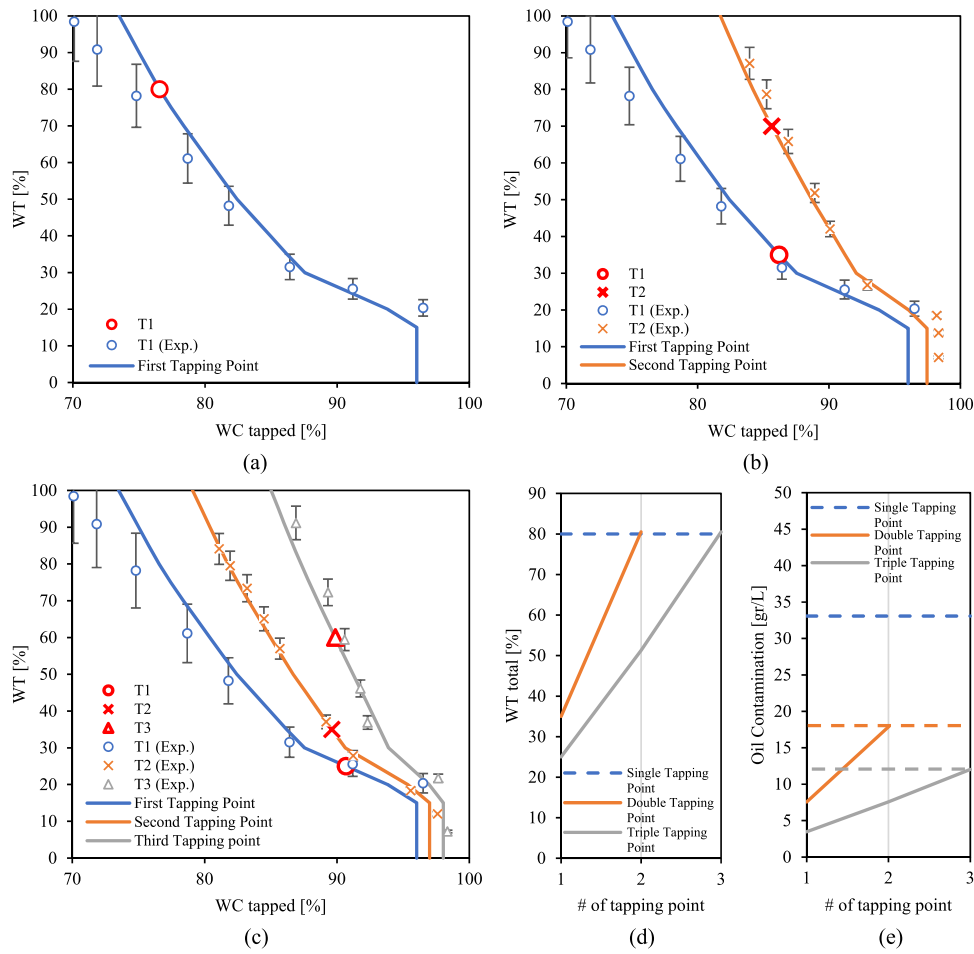 100
90
80
70
60
50
40
30
20
10
0
WT [%]
T1
T1 (Exp.)
First Tapping Point
70
80
90
100
WC tapped [%]
(a)
100
90
80
70
60
50
40
30
20
10
0
WT [%]
T1
T2
T1 (Exp.)
T2 (Exp.)
First Tapping Point
Second Tapping Point
70
80
90
100
WC tapped [%]
(b)
100
90
80
70
60
50
40
30
20
10
0
WT [%]
T1
T2
T3
T1 (Exp.)
T2 (Exp.)
T3 (Exp.)
First Tapping Point
Second Tapping Point
Third Tapping point
70
80
90
100
WC tapped [%]
(c)
90
80
70
60
50
40
30
20
10
0
WT total [%]
Single Tapping
Point
Double Tapping
Point
Triple Tapping
Point
1
2
3
# of tapping point
(d)
50
45
40
35
30
25
20
15
10
5
0
Oil Contamination [gr/L]
Single Tapping
Point
Double Tapping
Point
Triple Tapping
Point
1
2
3
# of tapping point
(e)